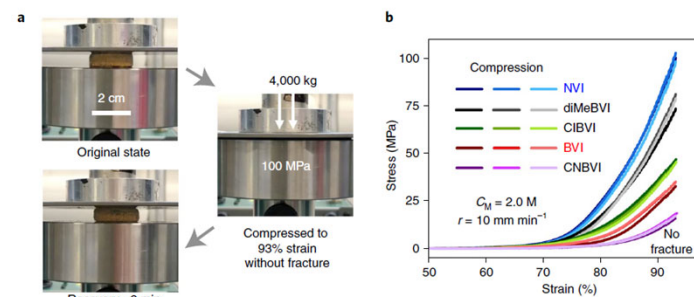 a
2 cm
Original state
4,000 kg
100 MPa
Compressed to
93% strain
without fracture
b
Stress (MPa)
100
75
50
25
0
Compression
NVI
diMeBVI
ClBVI
BVI
CNBVI
C_M = 2.0 M
r = 10 mm min⁻¹
No
fracture
50 60 70 80 90
Strain (%)